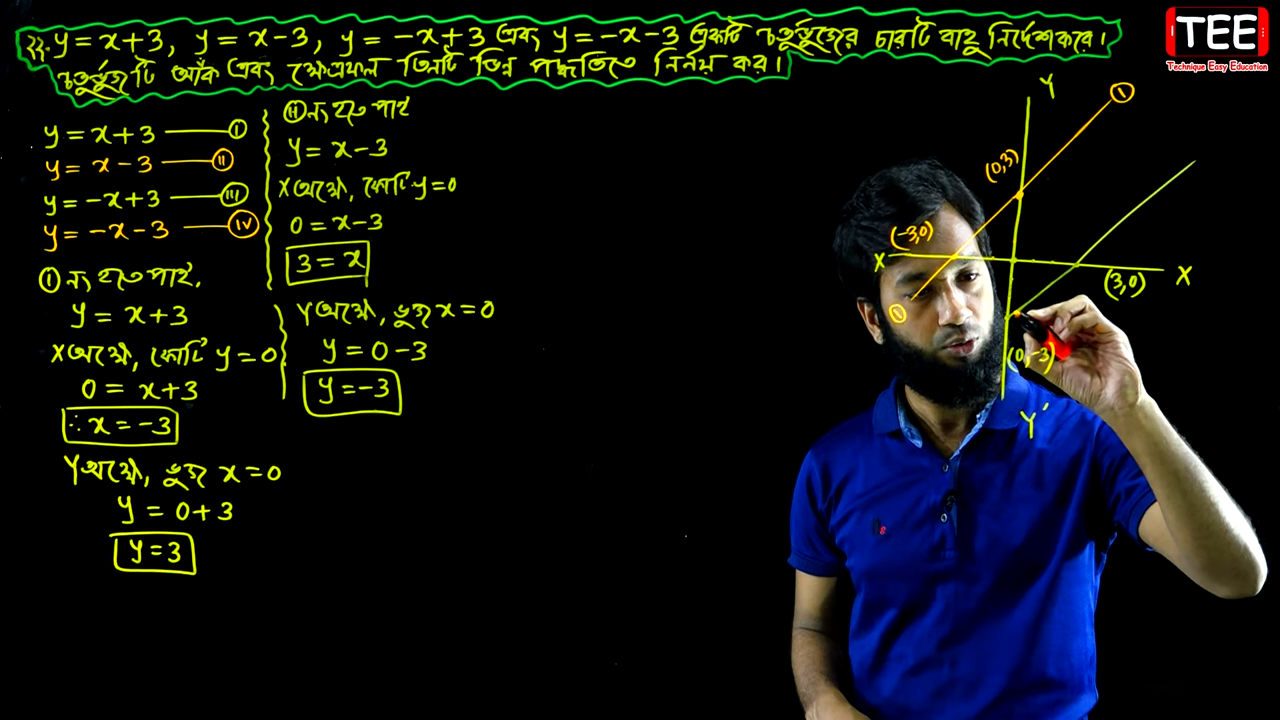 ২২. y = x+3, y = x-3, y = -x+3 এবং y = -x-3 একটি চতুর্ভুজের চারটি বাহু নির্দেশ করে।
চতুর্ভুজটি আঁক এবং ক্ষেত্রফল তিনটি ভিন্ন পদ্ধতিতে নির্ণয় কর।
TEE
Technique Easy Education
y = x+3 — i
y = x-3 — ii
y = -x+3 — iii
y = -x-3 — iv
i নং হতে পাই,
y = x+3
X অক্ষে, কোটি y=0
0 = x+3
∴ x = -3
Y অক্ষে, ভুজ x=0
y = 0+3
y = 3
ii নং হতে পাই
y = x-3
X অক্ষে, কোটি y=0
0 = x-3
3 = x
Y অক্ষে, ভুজ x=0
y = 0-3
y = -3
Y
i
(0,3)
(-3,0)
X
(3,0)
X
i
(0,-3)
Y'